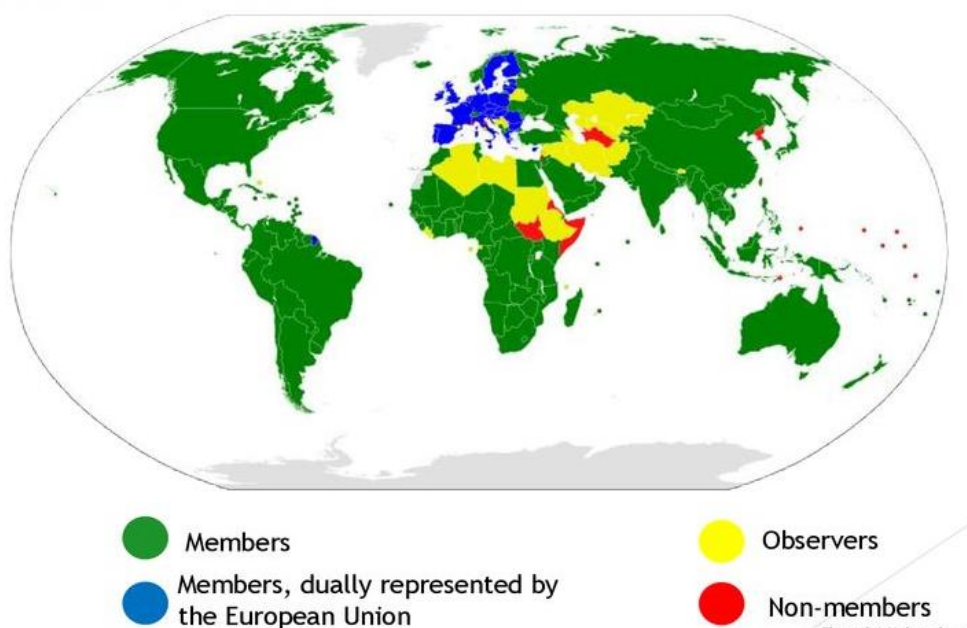 Members
Members, dually represented by
the European Union
Observers
Non-members